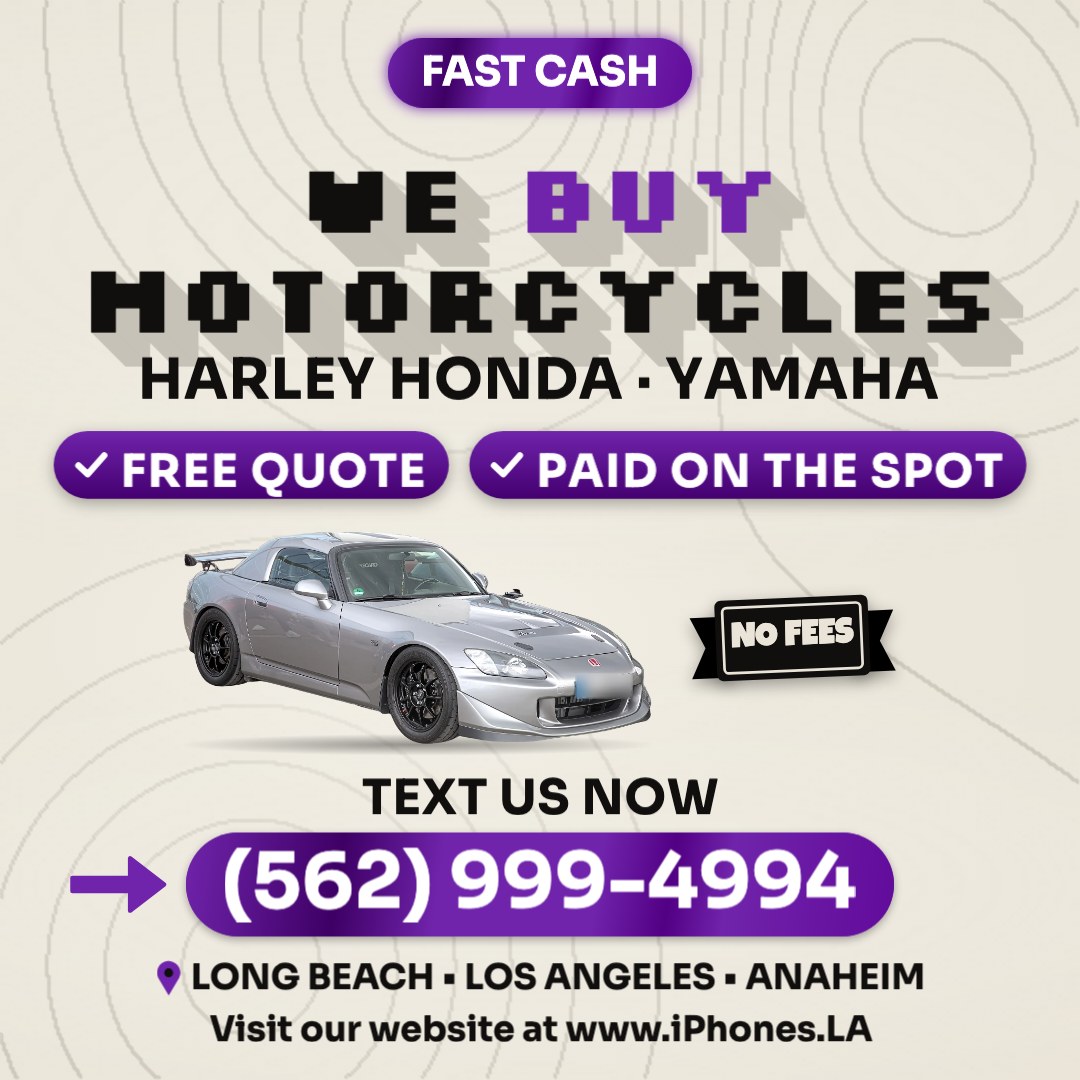 FAST CASH
WE BUY
MOTORCYCLES
HARLEY HONDA · YAMAHA
✓ FREE QUOTE
✓ PAID ON THE SPOT
NO FEES
TEXT US NOW
(562) 999-4994
LONG BEACH ▪ LOS ANGELES ▪ ANAHEIM
Visit our website at www.iPhones.LA